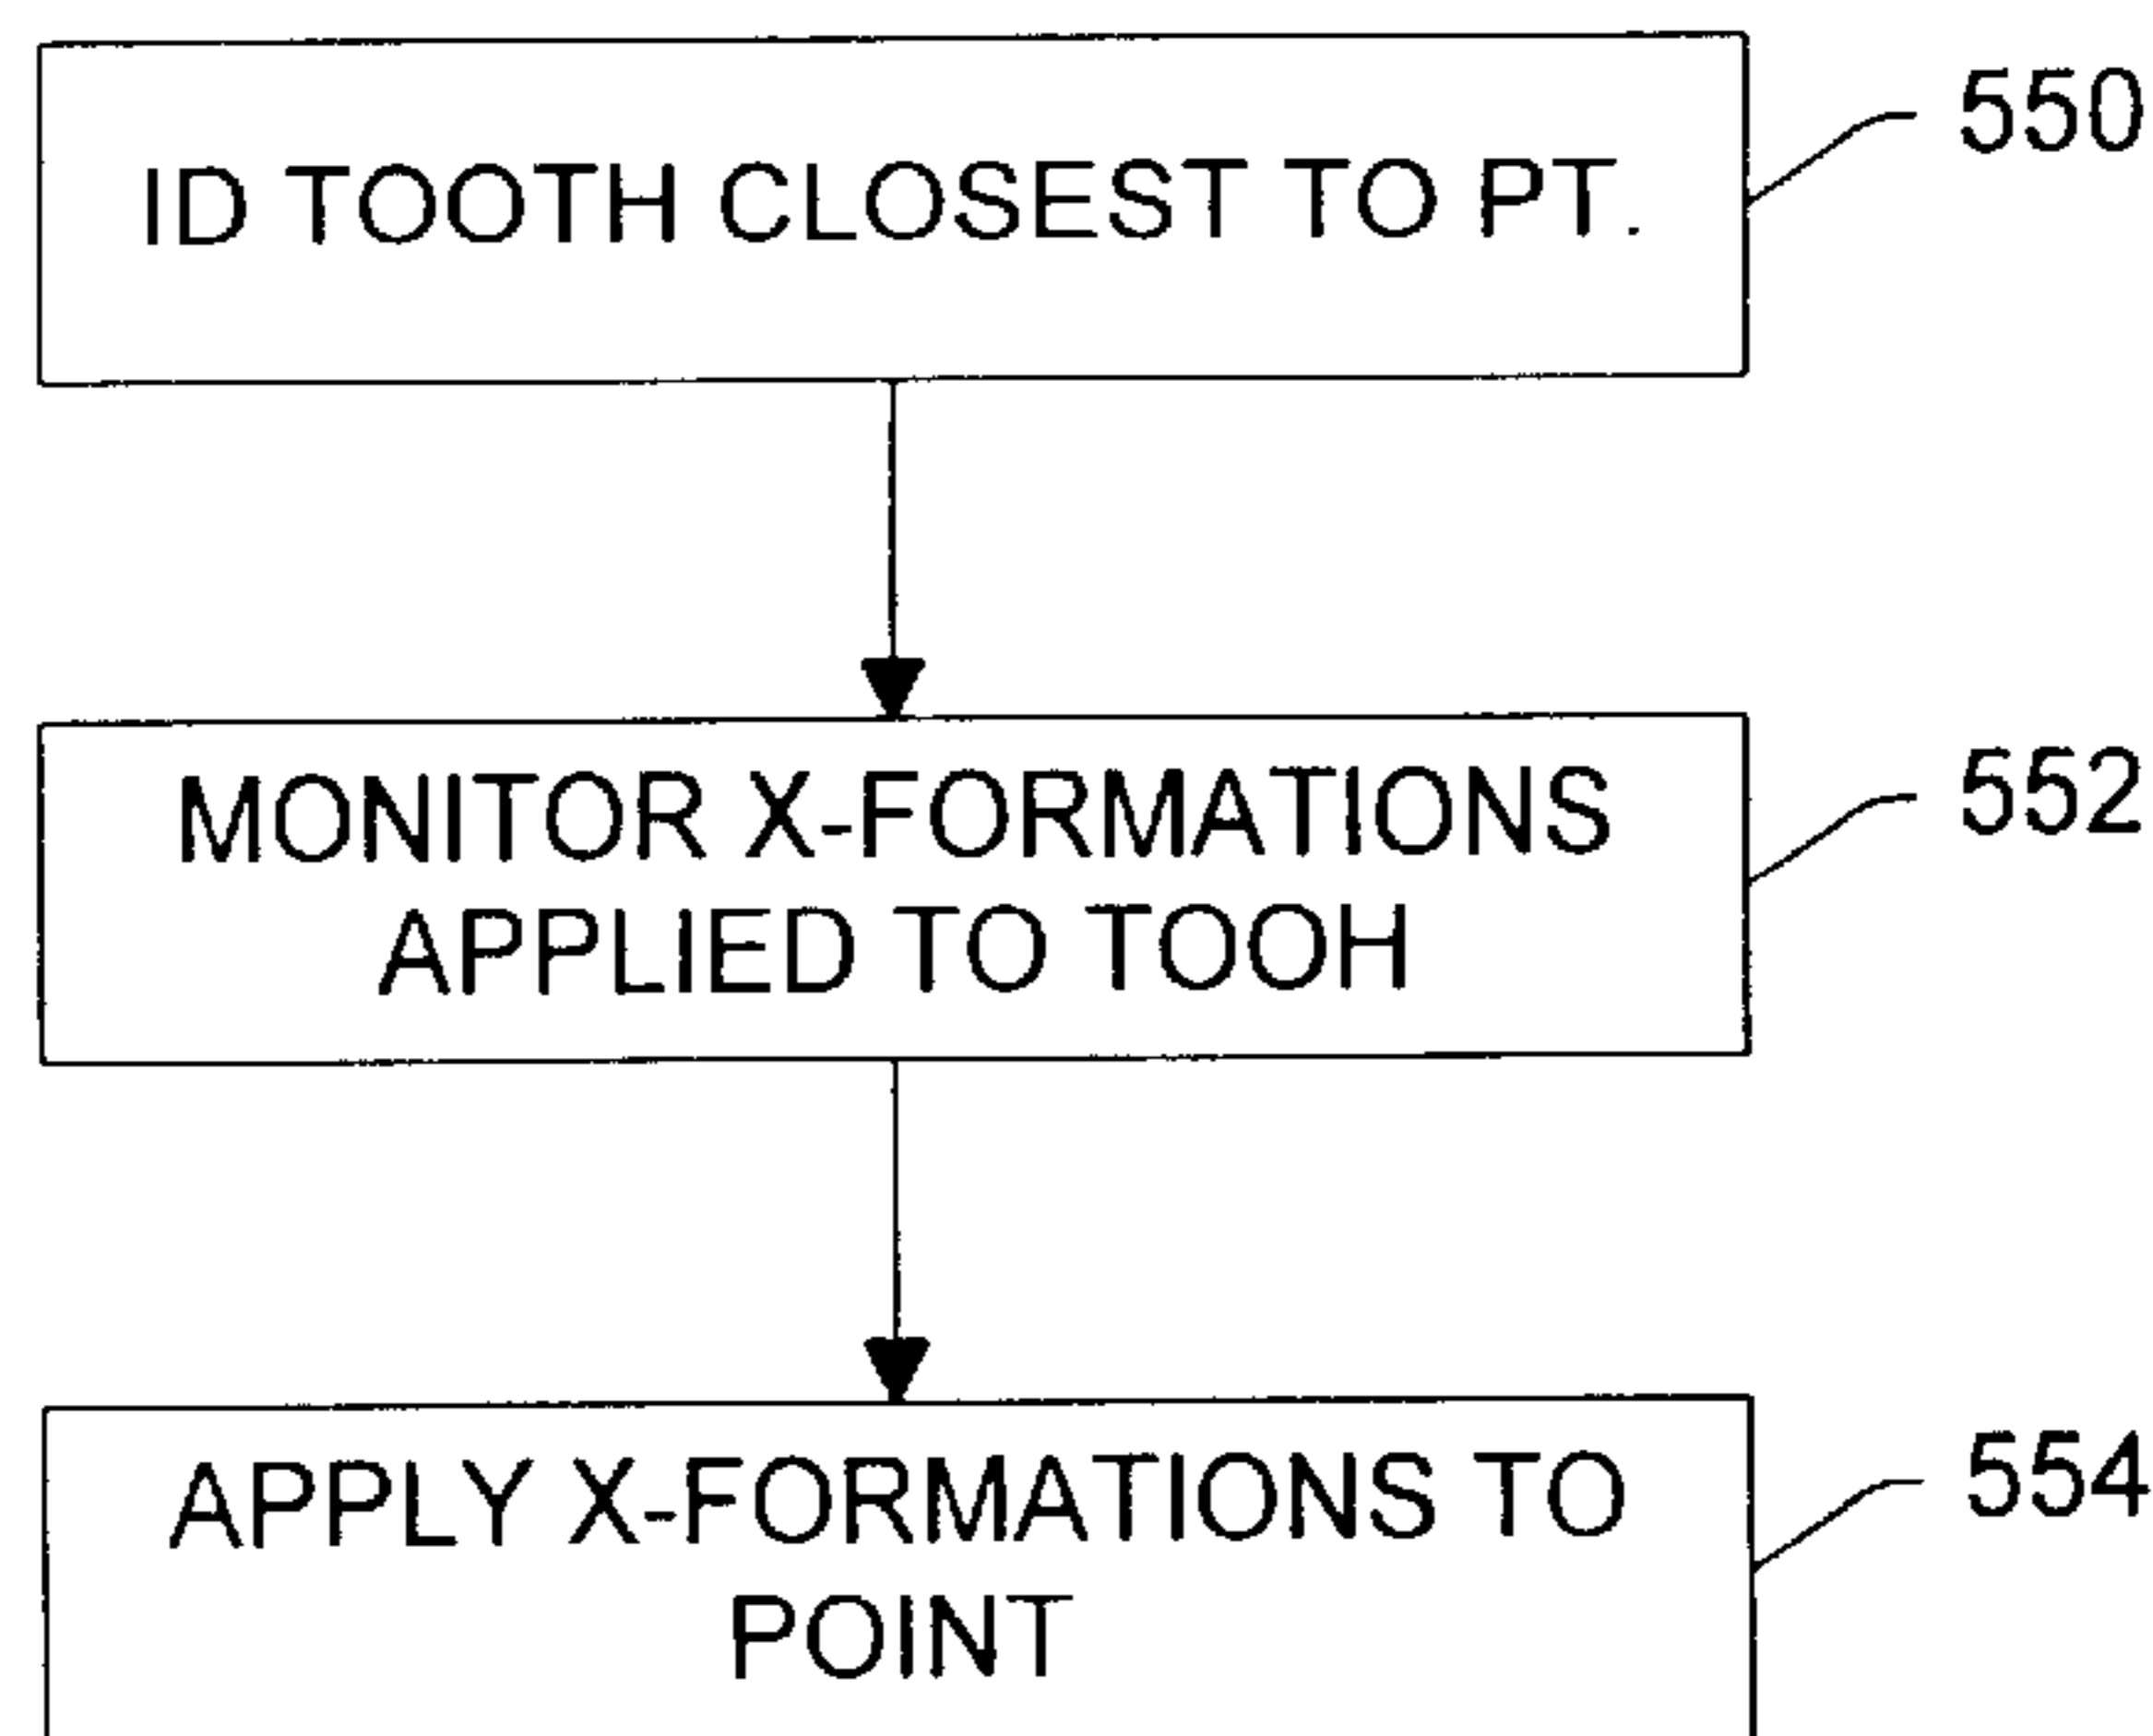 ID TOOTH CLOSEST TO PT.
550
MONITOR X-FORMATIONS
APPLIED TO TOOH
552
APPLY X-FORMATIONS TO
POINT
554